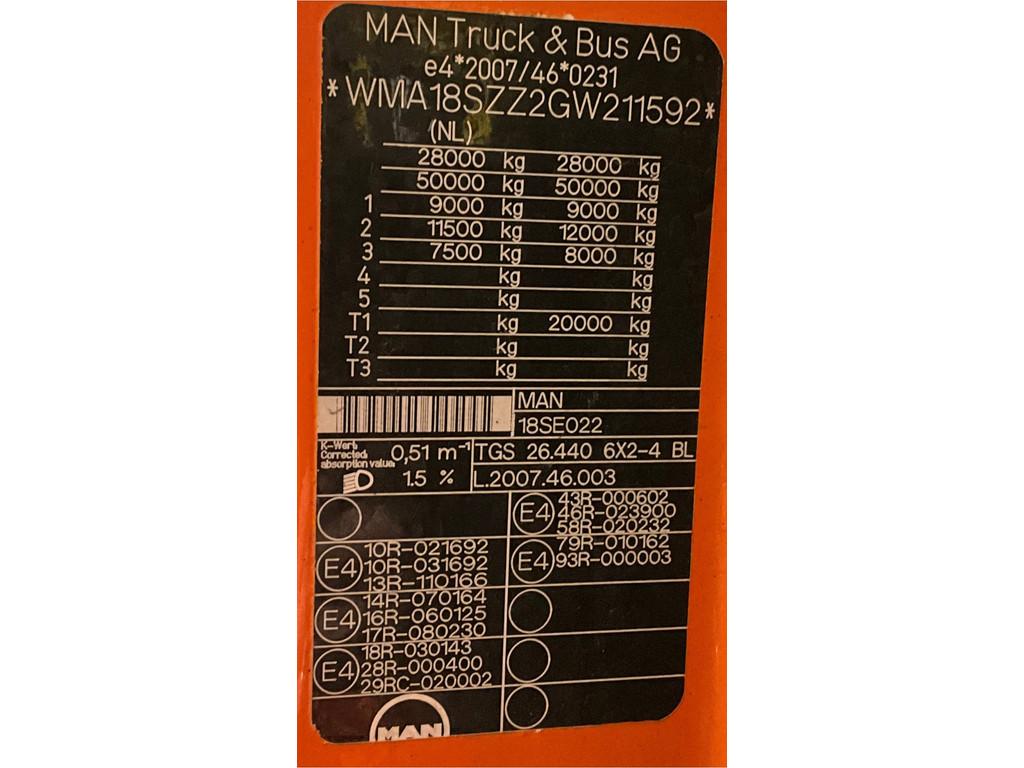 MAN Truck & Bus AG
e4*2007/46*0231
*WMA18SZZ2GW211592*
(NL)
28000 kg 28000 kg
50000 kg 50000 kg
1 9000 kg 9000 kg
2 11500 kg 12000 kg
3 7500 kg 8000 kg
4 kg kg
5 kg kg
T1 kg 20000 kg
T2 kg kg
T3 kg kg
MAN
18SE022
K-Wert,
Corrected
absorption value,
0,51 m⁻¹
TGS 26.440 6X2-4 BL
1.5 %
L.2007.46.003
E4
43R-000602
46R-023900
58R-020232
E4
10R-021692
10R-031692
13R-110166
E4
79R-010162
93R-000003
E4
14R-070164
16R-060125
17R-080230
E4
18R-030143
28R-000400
29RC-020002
MAN